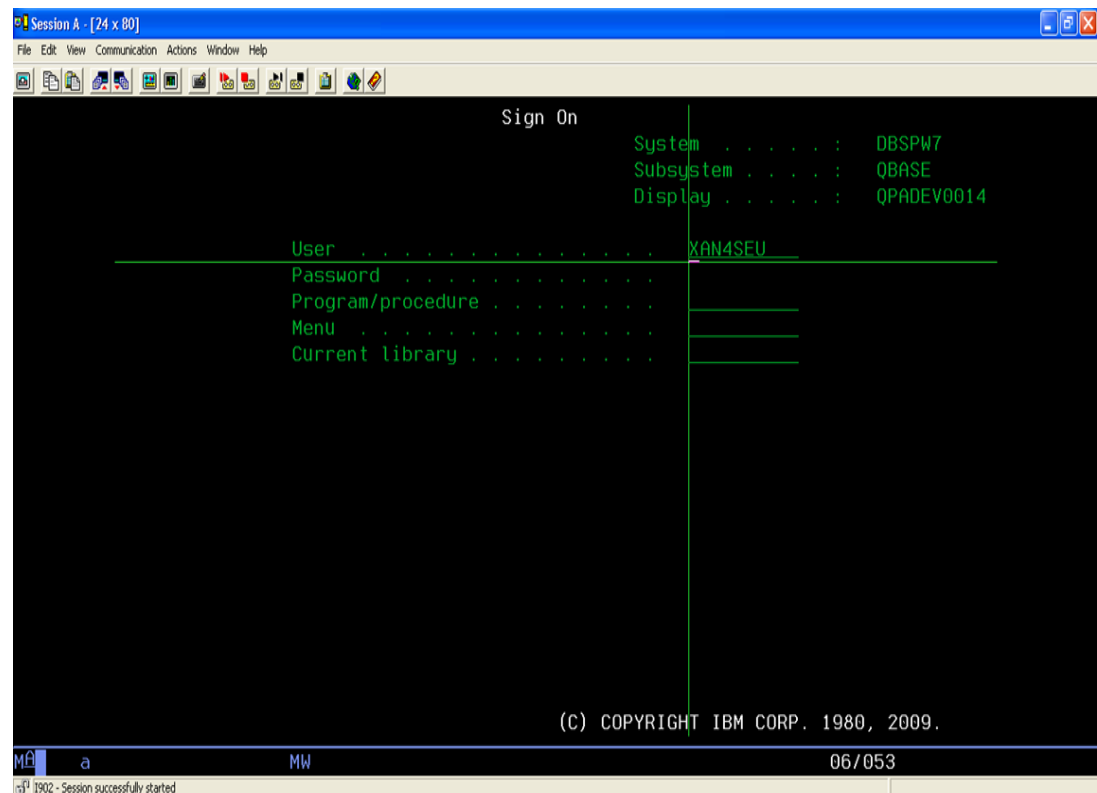 Session A - [24 x 80]
File Edit View Communication Actions Window Help
Sign On
System . . . . . : DBSPW7
Subsystem . . . . : QBASE
Display . . . . . : QPADEV0014
User . . . . . . . . . . . . . . XAN4SEU
Password . . . . . . . . . . . .
Program/procedure . . . . . . . .
Menu . . . . . . . . . . . . . .
Current library . . . . . . . . .
(C) COPYRIGHT IBM CORP. 1980, 2009.
MA a MW 06/053
I902 - Session successfully started